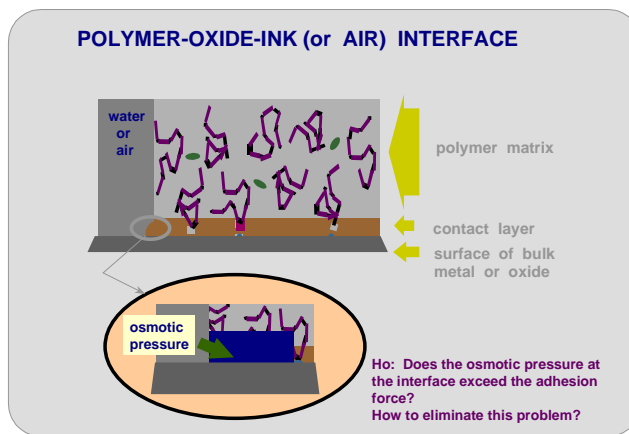 POLYMER-OXIDE-INK (or AIR) INTERFACE
water
or
air
polymer matrix
contact layer
surface of bulk
metal or oxide
osmotic
pressure
Ho: Does the osmotic pressure at
the interface exceed the adhesion
force?
How to eliminate this problem?